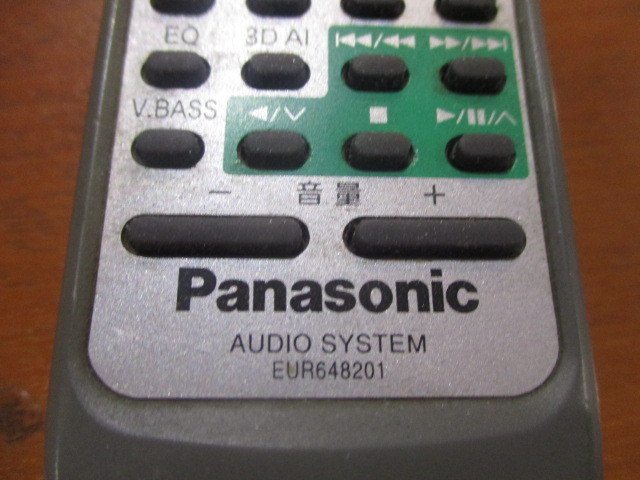 EQ 3D AI ⏮/◀◀ ▶▶/⏭
V.BASS ◀/∨ ■ ▶/⏸/∧
− 音量 +
Panasonic
AUDIO SYSTEM
EUR648201